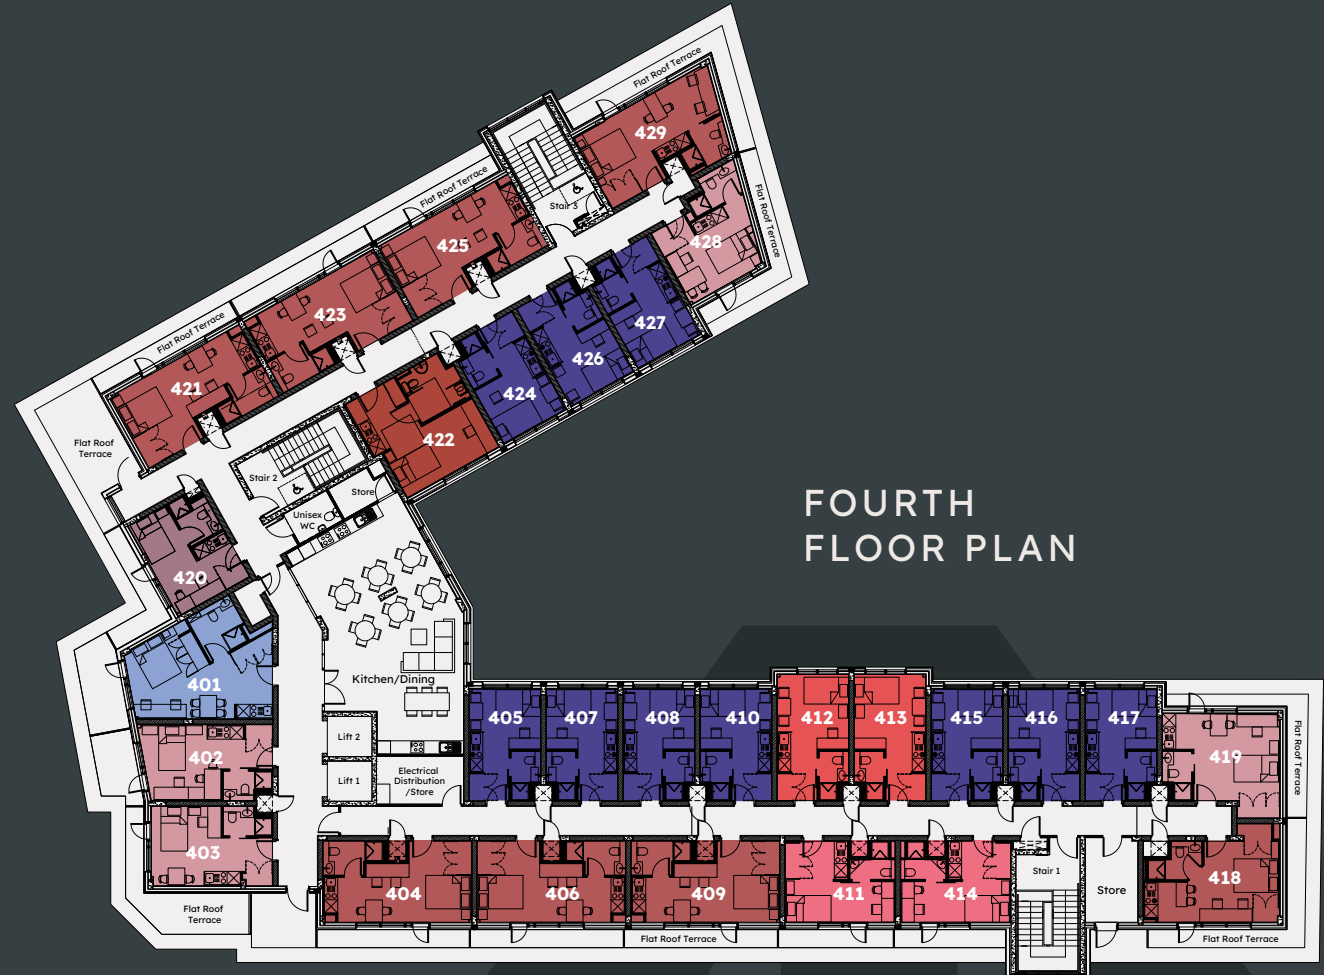 Flat Roof Terrace
429
Flat Roof Terrace
Stair 3
Flat Roof Terrace
425
428
423
Flat Roof Terrace
427
426
421
424
422
Flat Roof
Terrace
Stair 2
Store
Unisex
WC
FOURTH
FLOOR PLAN
420
401
Kitchen/Dining
405
407
408
410
412
413
415
416
417
Lift 2
402
419
Flat Roof Terrace
Lift 1
Electrical
Distribution
/Store
403
Stair 1
404
406
409
411
414
Store
418
Flat Roof
Terrace
Flat Roof Terrace
Flat Roof Terrace